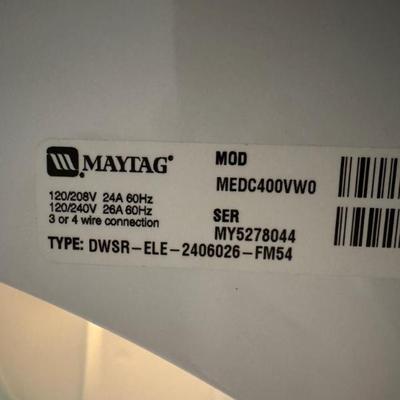 MAYTAG®
120/208V 24A 60Hz
120/240V 26A 60Hz
3 or 4 wire connection
MOD
MEDC400VW0
SER
MY5278044
TYPE: DWSR-ELE-2406026-FM54